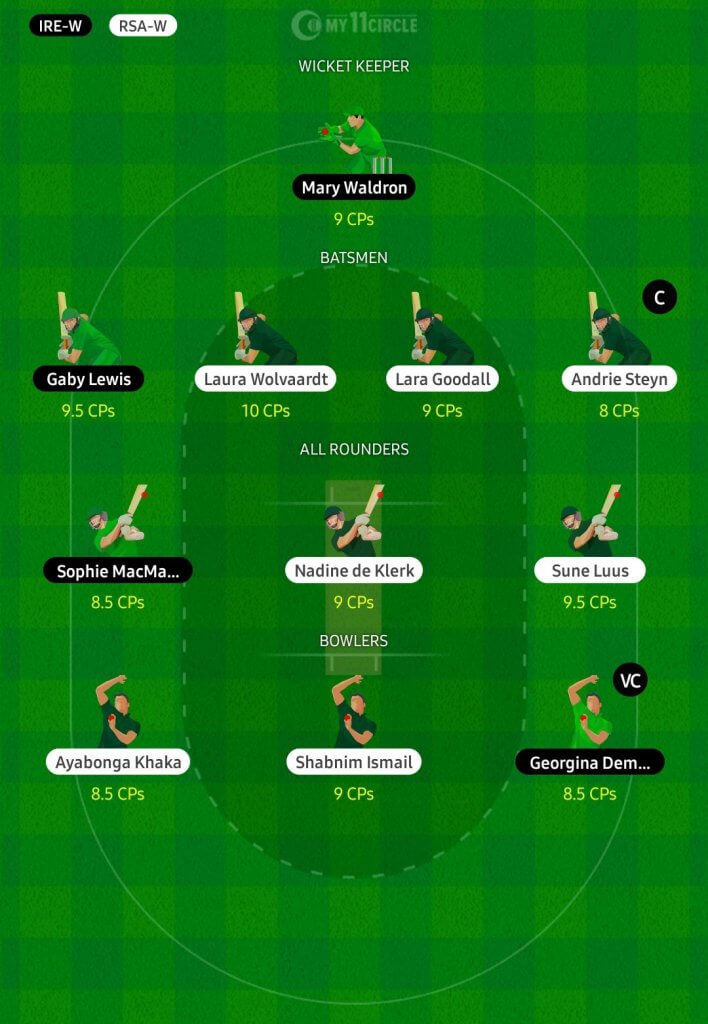 IRE-W RSA-W MY11CIRCLE
WICKET KEEPER
Mary Waldron
9 CPs
BATSMEN
C
Gaby Lewis Laura Wolvaardt Lara Goodall Andrie Steyn
9.5 CPs 10 CPs 9 CPs 8 CPs
ALL ROUNDERS
Sophie MacMa... Nadine de Klerk Sune Luus
8.5 CPs 9 CPs 9.5 CPs
BOWLERS
VC
Ayabonga Khaka Shabnim Ismail Georgina Dem...
8.5 CPs 9 CPs 8.5 CPs